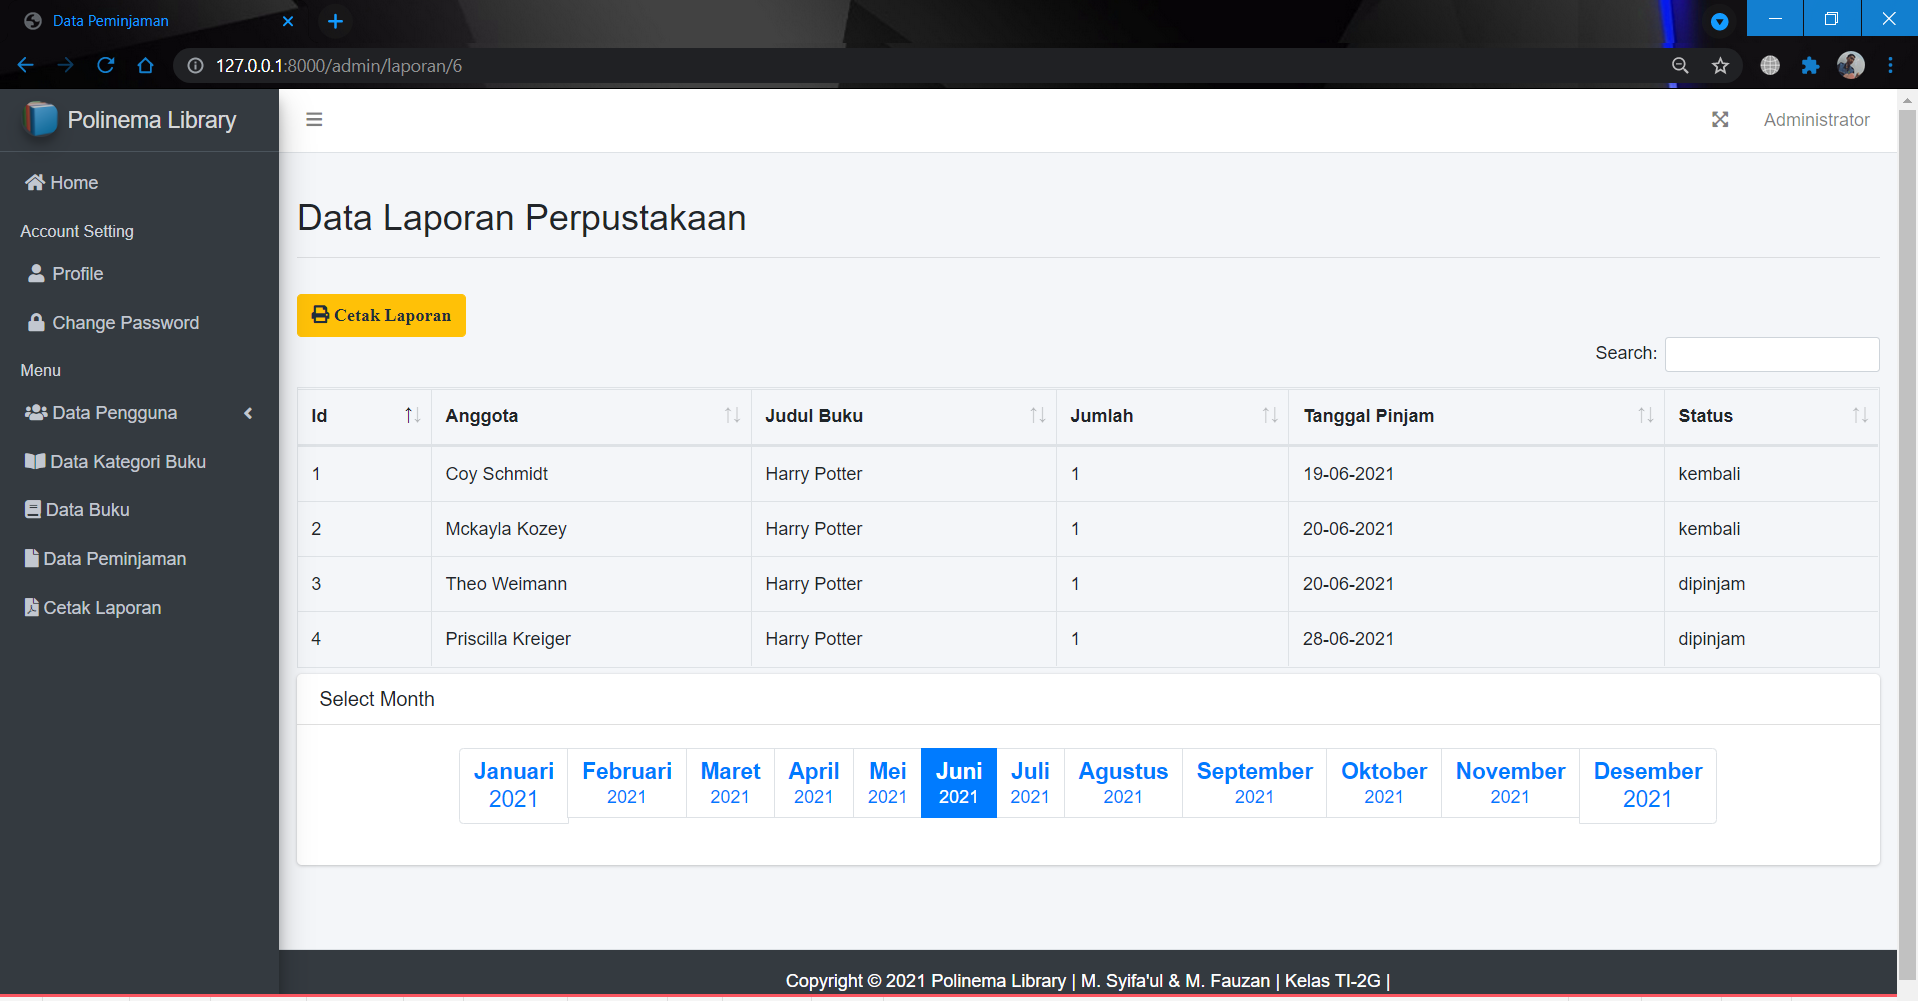 Data Peminjaman
127.0.0.1:8000/admin/laporan/6
Polinema Library
Administrator
Home
Account Setting
Profile
Change Password
Menu
Data Pengguna
Data Kategori Buku
Data Buku
Data Peminjaman
Cetak Laporan
Data Laporan Perpustakaan
Cetak Laporan
Search:
Id Anggota Judul Buku Jumlah Tanggal Pinjam Status
1 Coy Schmidt Harry Potter 1 19-06-2021 kembali
2 Mckayla Kozey Harry Potter 1 20-06-2021 kembali
3 Theo Weimann Harry Potter 1 20-06-2021 dipinjam
4 Priscilla Kreiger Harry Potter 1 28-06-2021 dipinjam
Select Month
Januari Februari Maret April Mei Juni Juli Agustus September Oktober November Desember
2021 2021 2021 2021 2021 2021 2021 2021 2021 2021 2021 2021
Copyright © 2021 Polinema Library | M. Syifa'ul & M. Fauzan | Kelas TI-2G |